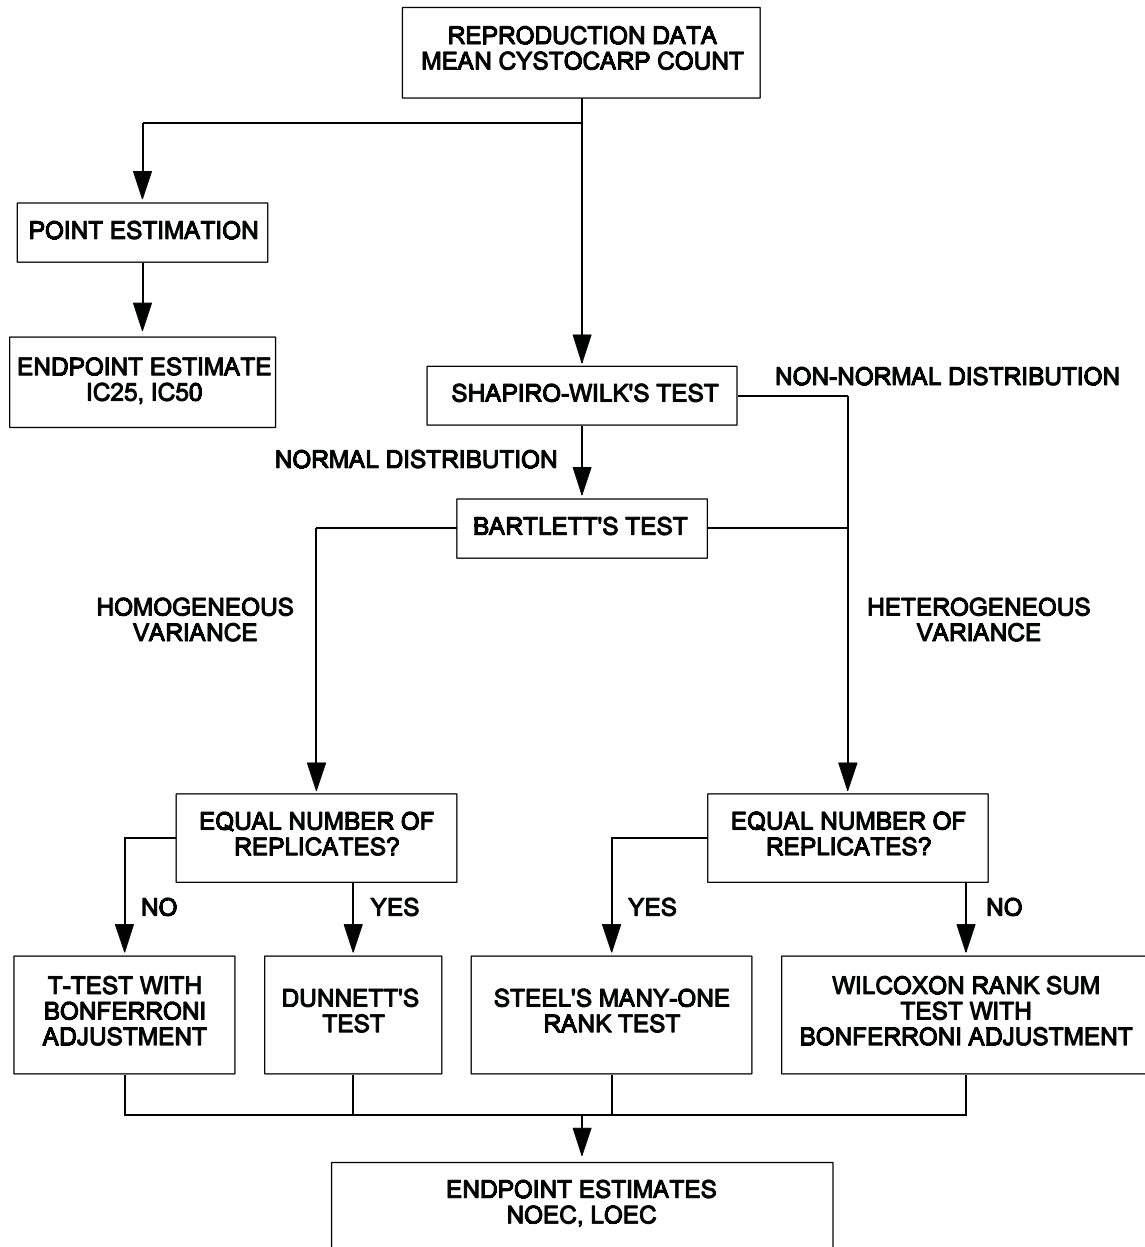 REPRODUCTION DATA
MEAN CYSTOCARP COUNT
POINT ESTIMATION
ENDPOINT ESTIMATE
IC25, IC50
SHAPIRO-WILK'S TEST
NON-NORMAL DISTRIBUTION
NORMAL DISTRIBUTION
BARTLETT'S TEST
HOMOGENEOUS
VARIANCE
HETEROGENEOUS
VARIANCE
EQUAL NUMBER OF
REPLICATES?
EQUAL NUMBER OF
REPLICATES?
NO
YES
YES
NO
T-TEST WITH
BONFERRONI
ADJUSTMENT
DUNNETT'S
TEST
STEEL'S MANY-ONE
RANK TEST
WILCOXON RANK SUM
TEST WITH
BONFERRONI ADJUSTMENT
ENDPOINT ESTIMATES
NOEC, LOEC